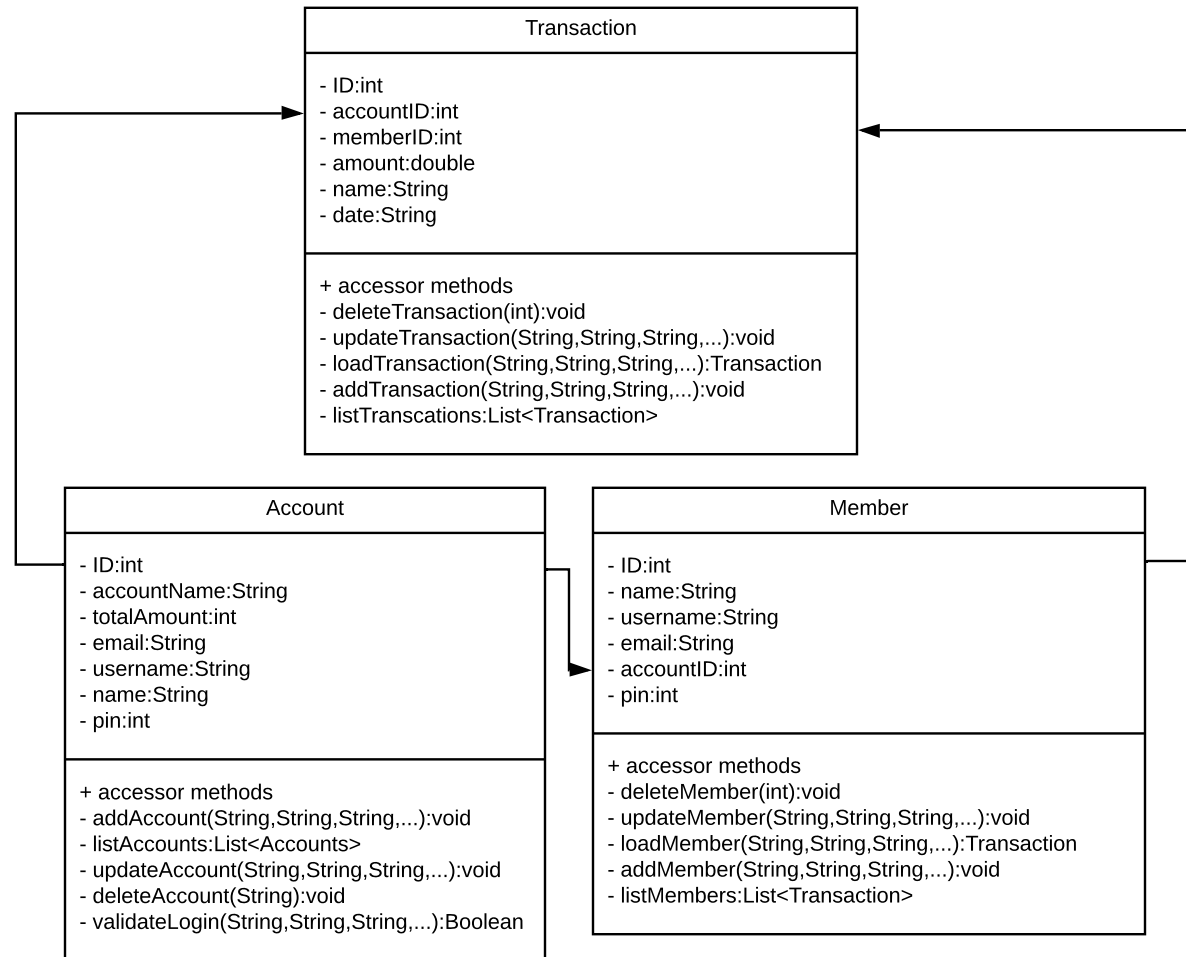 Transaction
- ID:int
- accountID:int
- memberID:int
- amount:double
- name:String
- date:String
+ accessor methods
- deleteTransaction(int):void
- updateTransaction(String,String,String,...):void
- loadTransaction(String,String,String,...):Transaction
- addTransaction(String,String,String,...):void
- listTranscations:List<Transaction>
Account
- ID:int
- accountName:String
- totalAmount:int
- email:String
- username:String
- name:String
- pin:int
+ accessor methods
- addAccount(String,String,String,...):void
- listAccounts:List<Accounts>
- updateAccount(String,String,String,...):void
- deleteAccount(String):void
- validateLogin(String,String,String,...):Boolean
Member
- ID:int
- name:String
- username:String
- email:String
- accountID:int
- pin:int
+ accessor methods
- deleteMember(int):void
- updateMember(String,String,String,...):void
- loadMember(String,String,String,...):Transaction
- addMember(String,String,String,...):void
- listMembers:List<Transaction>